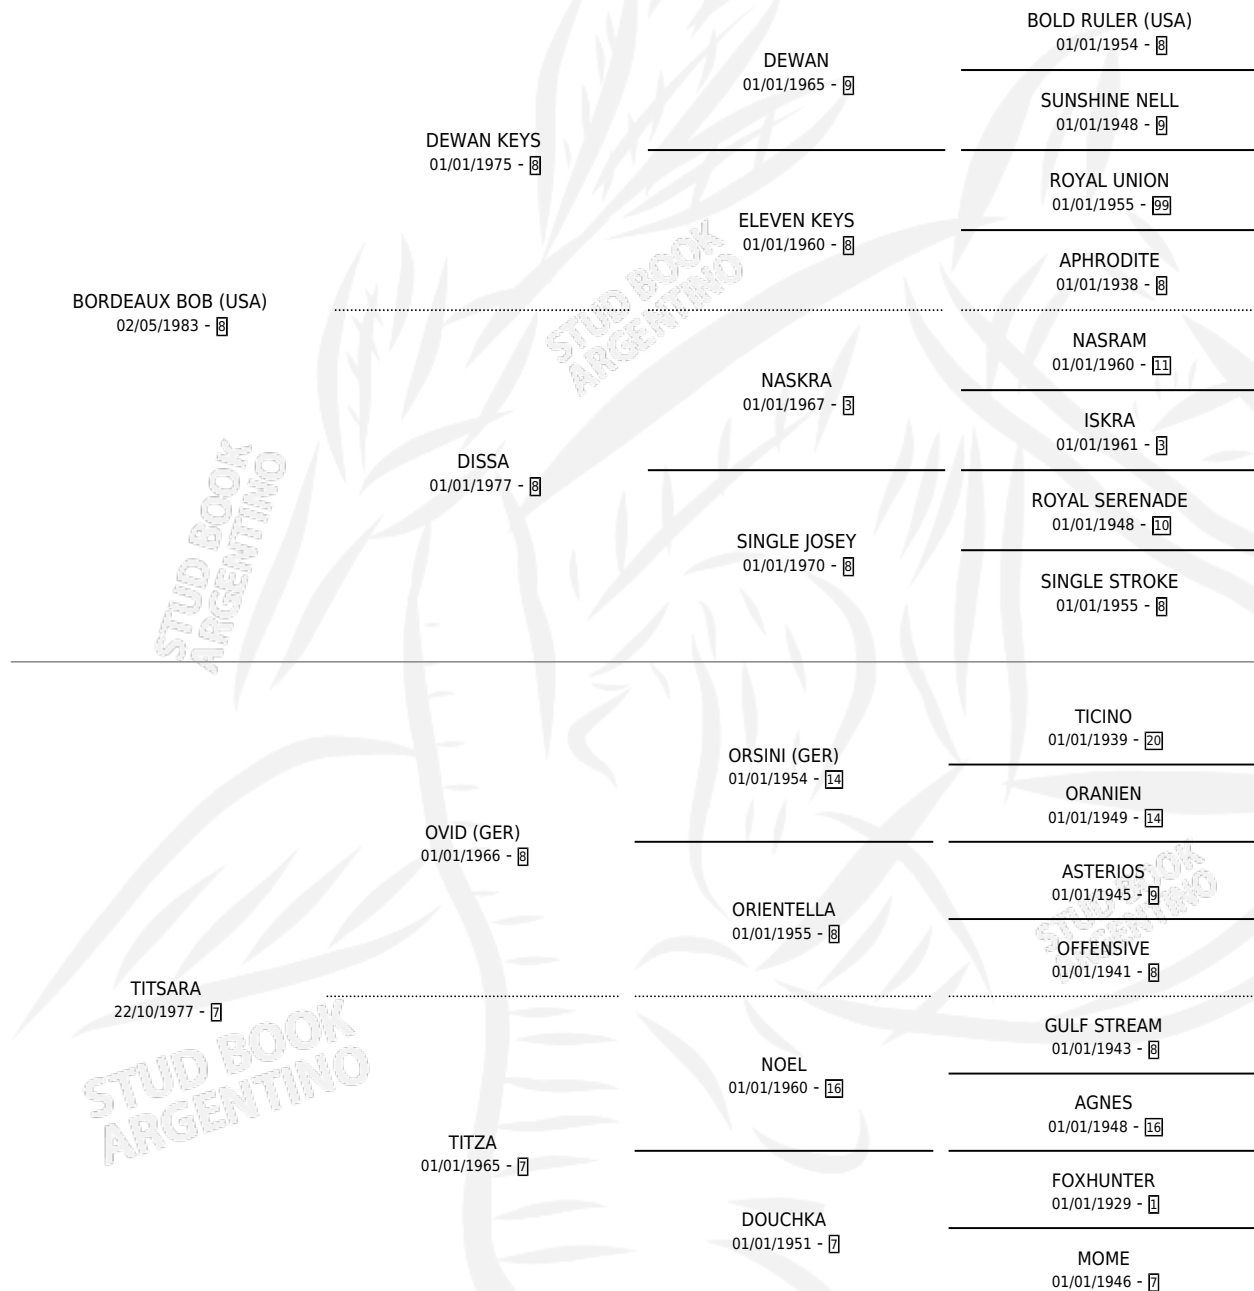 BORDEAUX BOB (USA)
02/05/1983 - 8
DEWAN KEYS
01/01/1975 - 8
DISSA
01/01/1977 - 8
DEWAN
01/01/1965 - 9
ELEVEN KEYS
01/01/1960 - 8
NASKRA
01/01/1967 - 3
SINGLE JOSEY
01/01/1970 - 8
BOLD RULER (USA)
01/01/1954 - 8
SUNSHINE NELL
01/01/1948 - 9
ROYAL UNION
01/01/1955 - 99
APHRODITE
01/01/1938 - 8
NASRAM
01/01/1960 - 11
ISKRA
01/01/1961 - 3
ROYAL SERENADE
01/01/1948 - 10
SINGLE STROKE
01/01/1955 - 8
TITSARA
22/10/1977 - 7
OVID (GER)
01/01/1966 - 8
TITZA
01/01/1965 - 7
ORSINI (GER)
01/01/1954 - 14
ORIENTELLA
01/01/1955 - 8
NOEL
01/01/1960 - 16
DOUCHKA
01/01/1951 - 7
TICINO
01/01/1939 - 20
ORANIEN
01/01/1949 - 14
ASTERIOS
01/01/1945 - 9
OFFENSIVE
01/01/1941 - 8
GULF STREAM
01/01/1943 - 8
AGNES
01/01/1948 - 16
FOXHUNTER
01/01/1929 - 1
MOME
01/01/1946 - 7
STUD BOOK
ARGENTINO
STUD BOOK
ARGENTINO
STUD BOOK
ARGENTINO
STUD BOOK
ARGENTINO